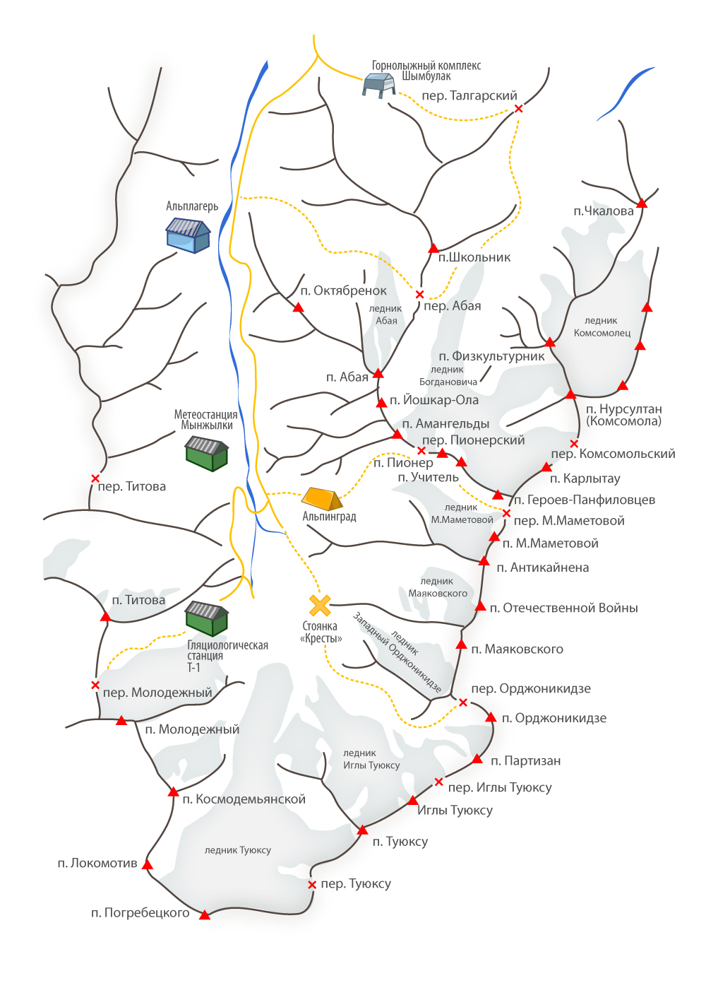 Горнолыжный комплекс
Шымбулак
пер. Талгарский
Альплагерь
п.Чкалова
п.Школьник
п. Октябренок
пер. Абая
ледник
Абая
ледник
Комсомолец
п. Физкультурник
ледник
Богдановича
п. Абая
п. Йошкар-Ола
п. Нурсултан
(Комсомола)
Метеостанция
Мынжылки
п. Амангельды
пер. Пионерский
пер. Комсомольский
п. Пионер
п. Учитель
п. Карлытау
пер. Титова
п. Героев-Панфиловцев
ледник
М.Маметовой
Альпинград
пер. М.Маметовой
п. М.Маметовой
п. Антикайнена
ледник
Маяковского
п. Титова
п. Отечественной Войны
Стоянка
«Кресты»
ледник
Западный Орджоникидзе
Гляциологическая
станция
Т-1
п. Маяковского
пер. Молодежный
пер. Орджоникидзе
п. Орджоникидзе
п. Молодежный
ледник
Иглы Туюксу
п. Партизан
пер. Иглы Туюксу
п. Космодемьянской
Иглы Туюксу
ледник Туюксу
п. Туюксу
п. Локомотив
пер. Туюксу
п. Погребецкого